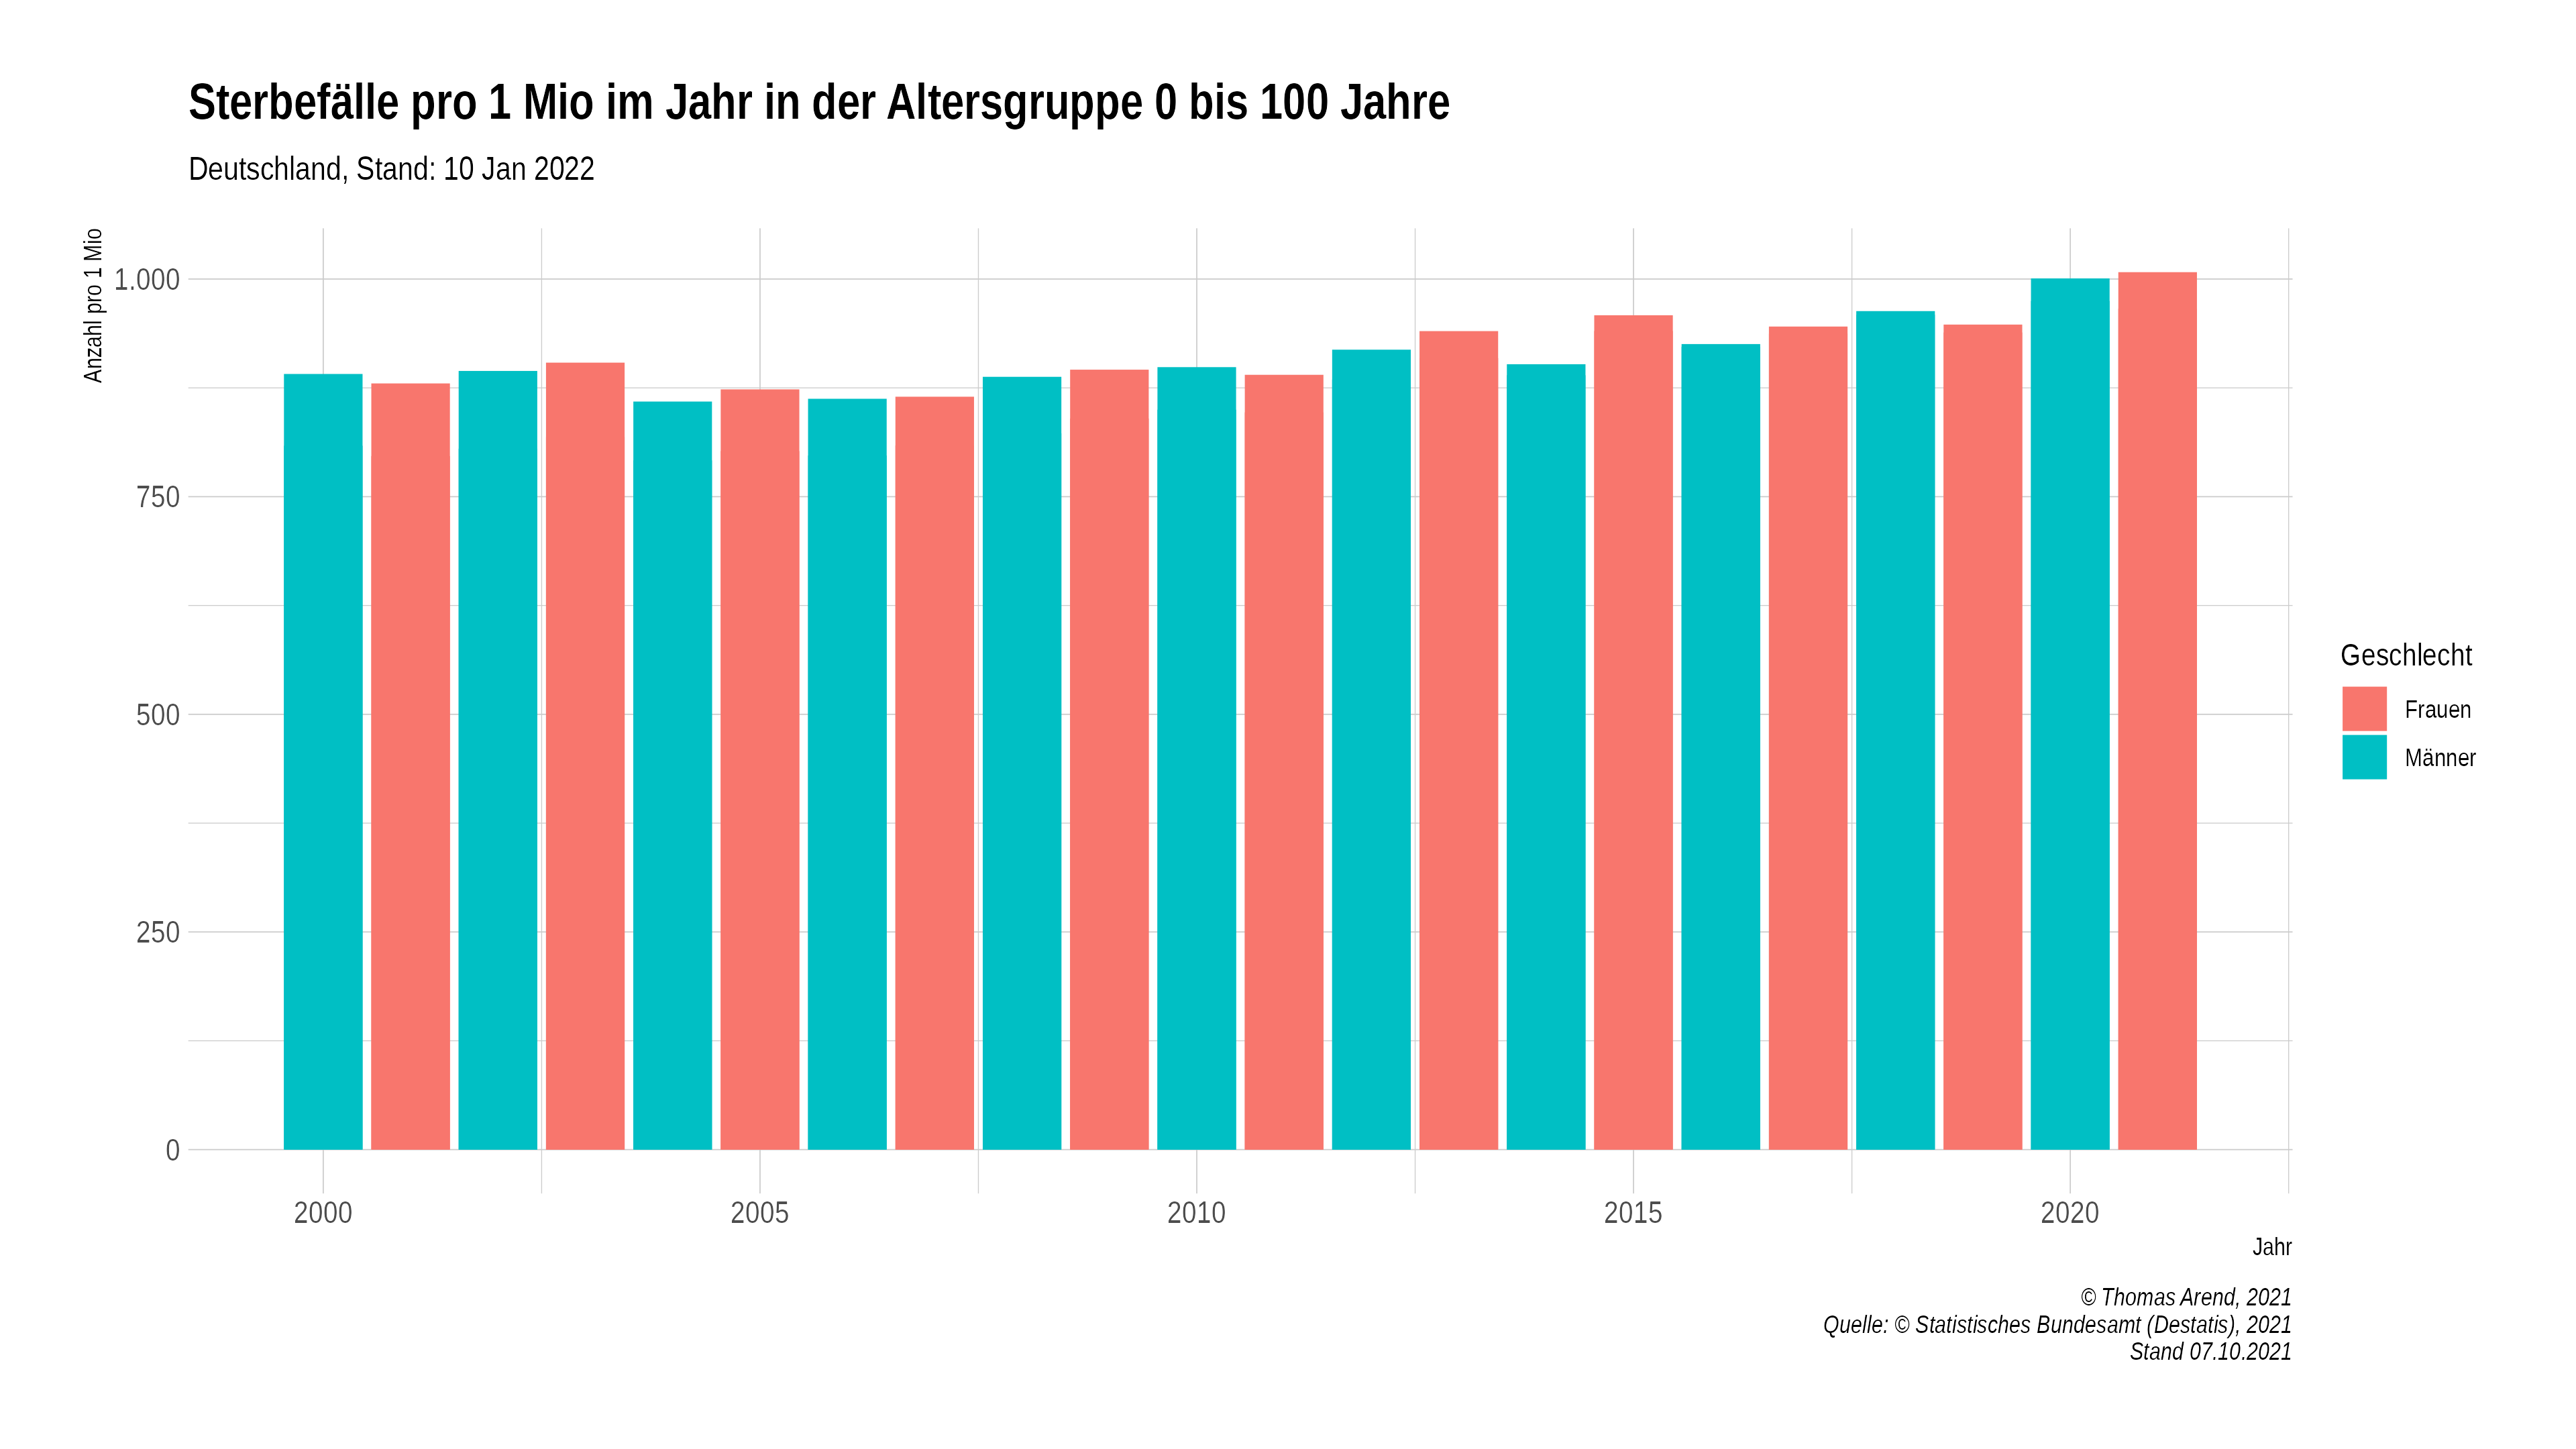 Sterbefälle pro 1 Mio im Jahr in der Altersgruppe 0 bis 100 Jahre
Deutschland, Stand: 10 Jan 2022
Anzahl pro 1 Mio
1.000
750
500
250
0
2000 2005 2010 2015 2020
Jahr
Geschlecht
Frauen
Männer
© Thomas Arend, 2021
Quelle: © Statistisches Bundesamt (Destatis), 2021
Stand 07.10.2021